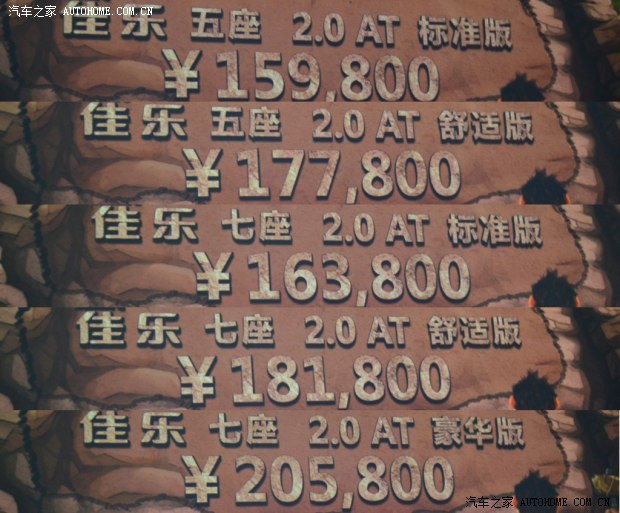 汽车之家 AUTOHOME.COM.CN
佳乐 五座 2.0 AT 标准版
¥159,800
佳乐 五座 2.0 AT 舒适版
¥177,800
佳乐 七座 2.0 AT 标准版
¥163,800
佳乐 七座 2.0 AT 舒适版
¥181,800
佳乐 七座 2.0 AT 豪华版
¥205,800
汽车之家 AUTOHOME.COM.CN